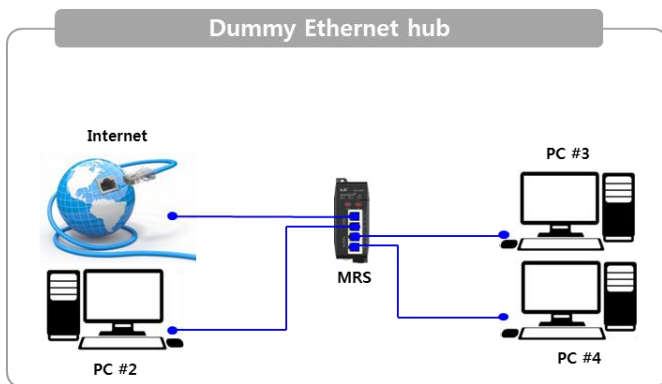 Dummy Ethernet hub
Internet
PC #3
MRS
PC #2
PC #4